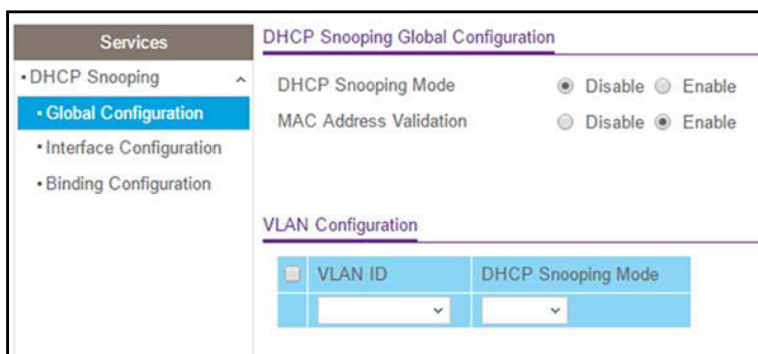 Services
• DHCP Snooping
• Global Configuration
• Interface Configuration
• Binding Configuration
DHCP Snooping Global Configuration
DHCP Snooping Mode Disable Enable
MAC Address Validation Disable Enable
VLAN Configuration
VLAN ID DHCP Snooping Mode